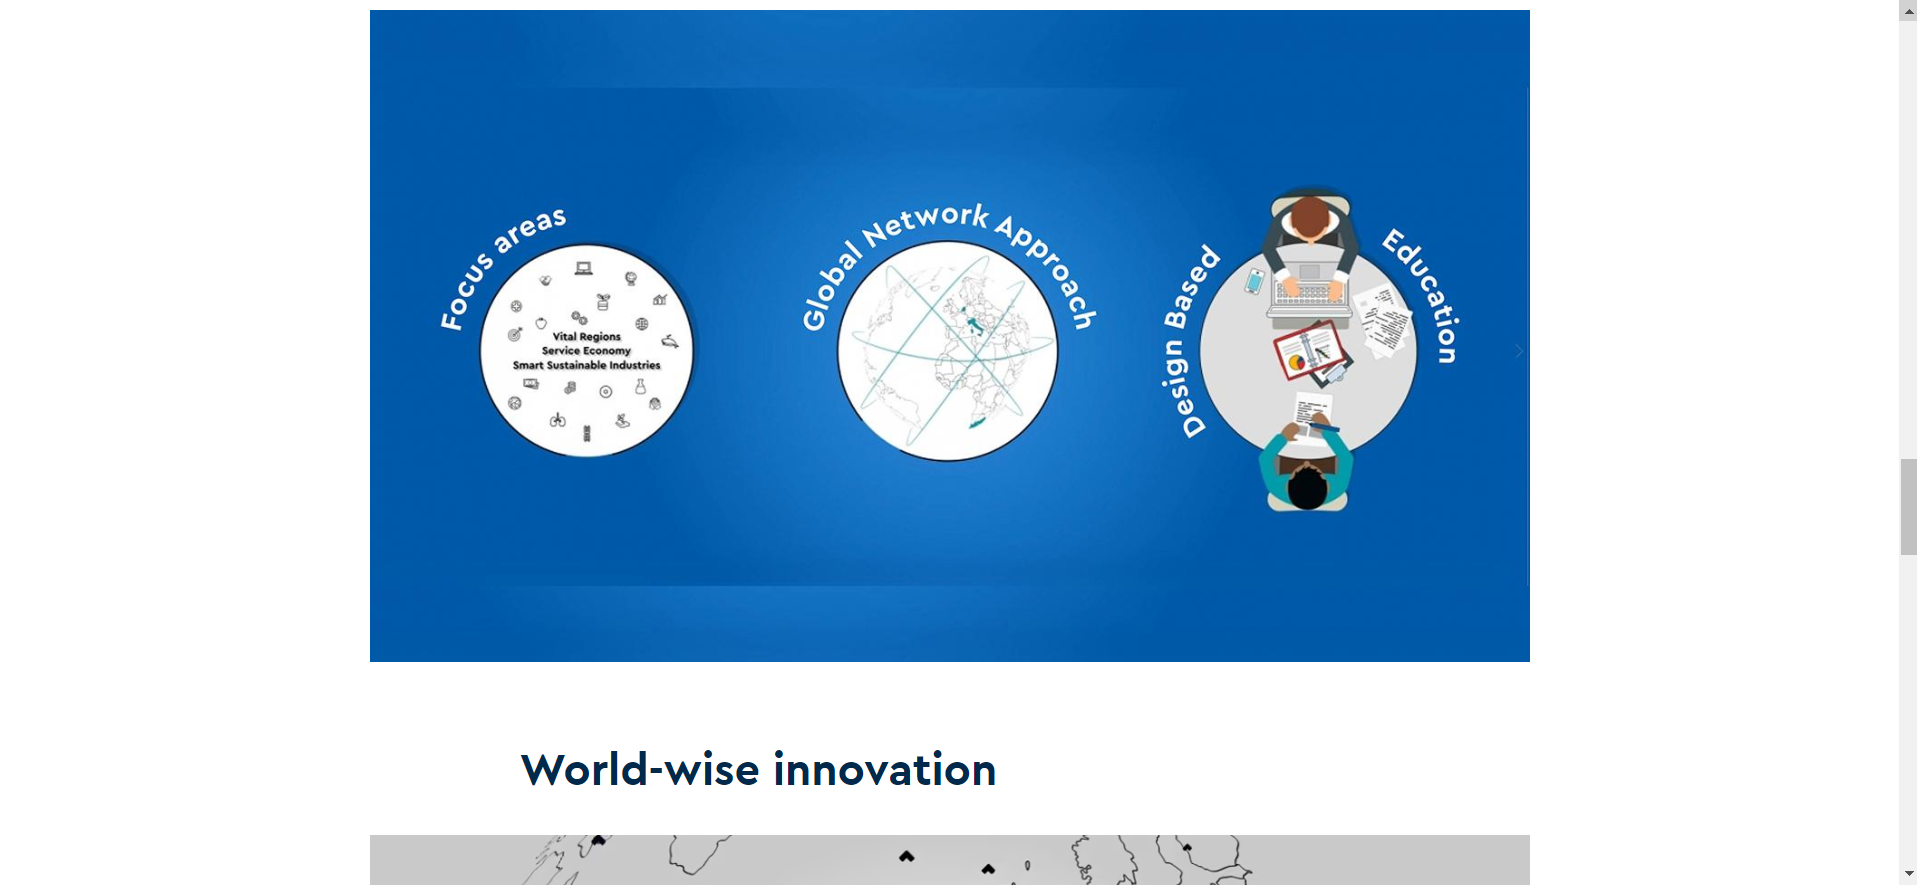 Focus areas
Vital Regions
Service Economy
Smart Sustainable Industries
Global Network Approach
Design Based Education
World-wise innovation